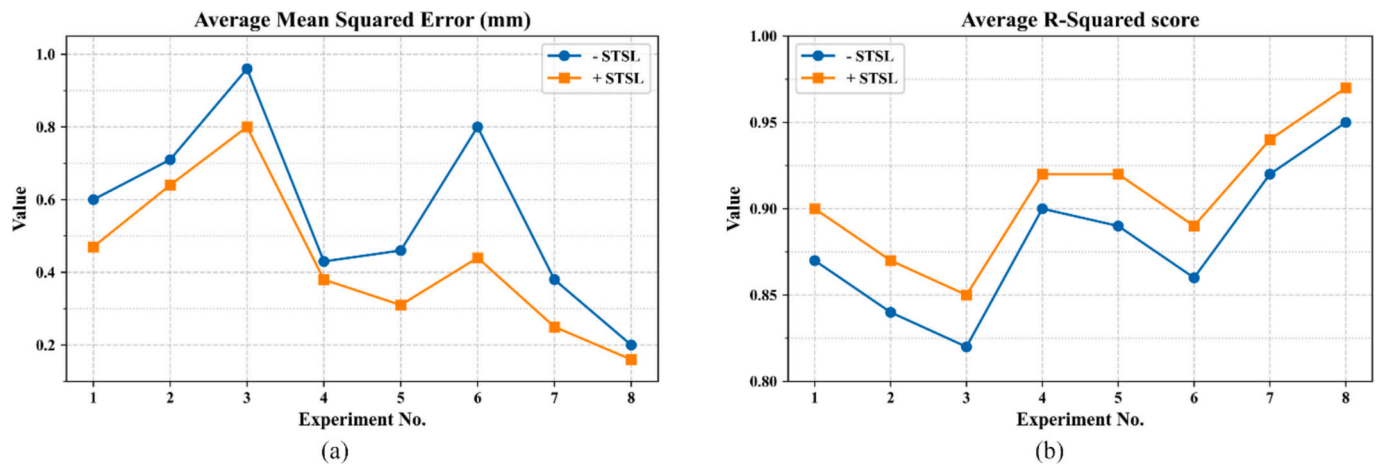 Average Mean Squared Error (mm)
1.0
0.8
0.6
0.4
0.2
Value
- STSL
+ STSL
1 2 3 4 5 6 7 8
Experiment No.
(a)
Average R-Squared score
1.00
0.95
0.90
0.85
0.80
Value
- STSL
+ STSL
1 2 3 4 5 6 7 8
Experiment No.
(b)